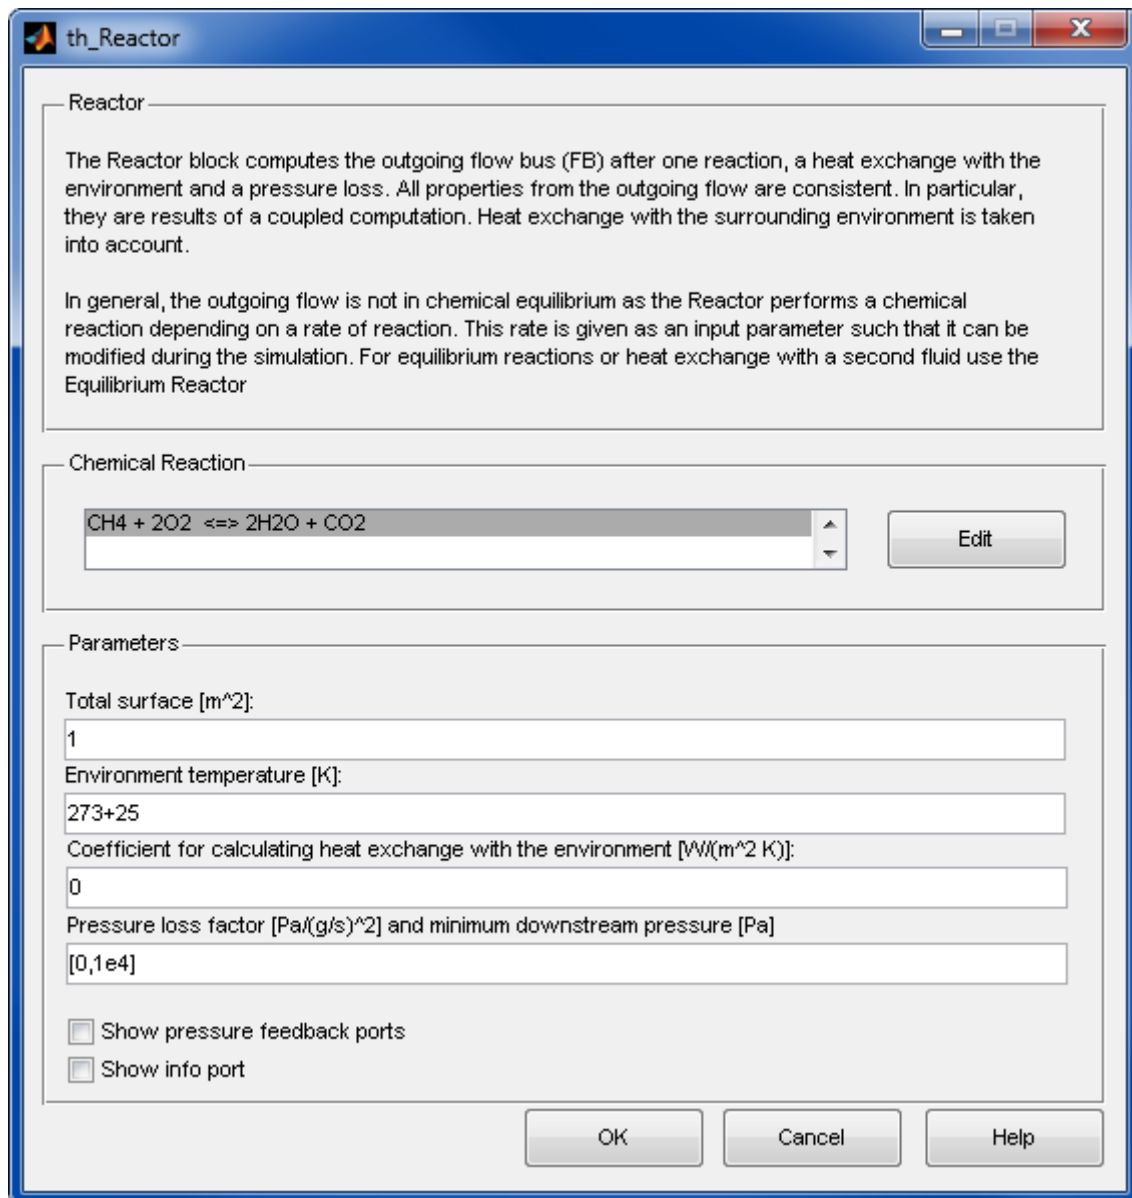 th_Reactor
Reactor
The Reactor block computes the outgoing flow bus (FB) after one reaction, a heat exchange with the
environment and a pressure loss. All properties from the outgoing flow are consistent. In particular,
they are results of a coupled computation. Heat exchange with the surrounding environment is taken
into account.
In general, the outgoing flow is not in chemical equilibrium as the Reactor performs a chemical
reaction depending on a rate of reaction. This rate is given as an input parameter such that it can be
modified during the simulation. For equilibrium reactions or heat exchange with a second fluid use the
Equilibrium Reactor
Chemical Reaction
CH4 + 2O2 <=> 2H2O + CO2
Edit
Parameters
Total surface [m^2]:
1
Environment temperature [K]:
273+25
Coefficient for calculating heat exchange with the environment [W/(m^2 K)]:
0
Pressure loss factor [Pa/(g/s)^2] and minimum downstream pressure [Pa]
[0,1e4]
Show pressure feedback ports
Show info port
OK Cancel Help